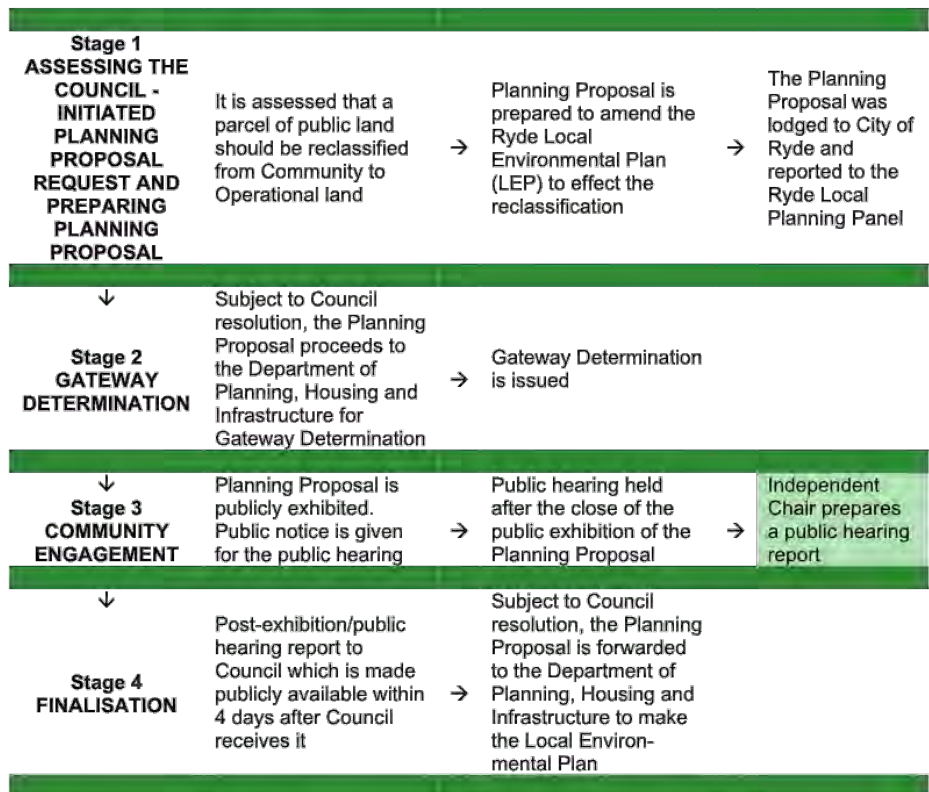 Stage 1
ASSESSING THE
COUNCIL -
INITIATED
PLANNING
PROPOSAL
REQUEST AND
PREPARING
PLANNING
PROPOSAL
It is assessed that a
parcel of public land
should be reclassified
from Community to
Operational land
→
Planning Proposal is
prepared to amend the
Ryde Local
Environmental Plan
(LEP) to effect the
reclassification
→
The Planning
Proposal was
lodged to City of
Ryde and
reported to the
Ryde Local
Planning Panel
↓
Stage 2
GATEWAY
DETERMINATION
Subject to Council
resolution, the Planning
Proposal proceeds to
the Department of
Planning, Housing and
Infrastructure for
Gateway Determination
→
Gateway Determination
is issued
↓
Stage 3
COMMUNITY
ENGAGEMENT
Planning Proposal is
publicly exhibited.
Public notice is given
for the public hearing
→
Public hearing held
after the close of the
public exhibition of the
Planning Proposal
→
Independent
Chair prepares
a public hearing
report
↓
Stage 4
FINALISATION
Post-exhibition/public
hearing report to
Council which is made
publicly available within
4 days after Council
receives it
→
Subject to Council
resolution, the Planning
Proposal is forwarded
to the Department of
Planning, Housing and
Infrastructure to make
the Local Environ-
mental Plan